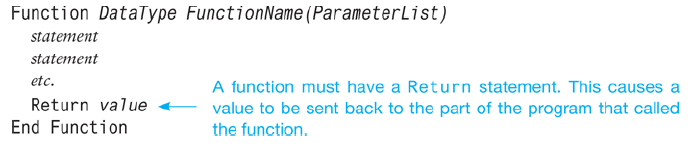 Function DataType FunctionName(ParameterList)
statement
statement
etc.
Return value
End Function
A function must have a Return statement. This causes a
value to be sent back to the part of the program that called
the function.